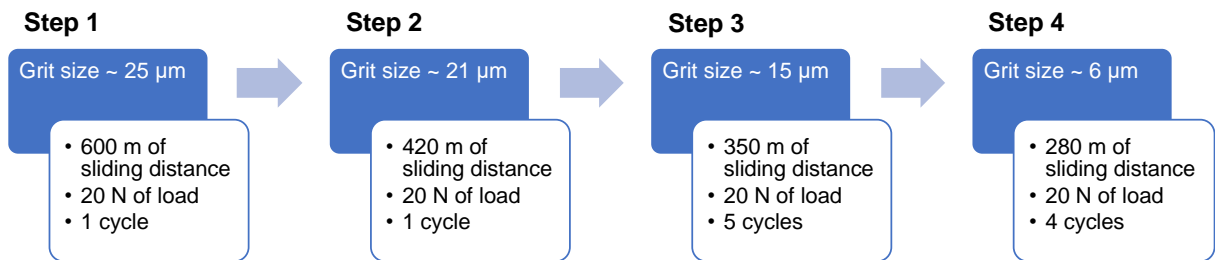 Step 1
Grit size ~ 25 μm
• 600 m of
sliding distance
• 20 N of load
• 1 cycle
Step 2
Grit size ~ 21 μm
• 420 m of
sliding distance
• 20 N of load
• 1 cycle
Step 3
Grit size ~ 15 μm
• 350 m of
sliding distance
• 20 N of load
• 5 cycles
Step 4
Grit size ~ 6 μm
• 280 m of
sliding distance
• 20 N of load
• 4 cycles